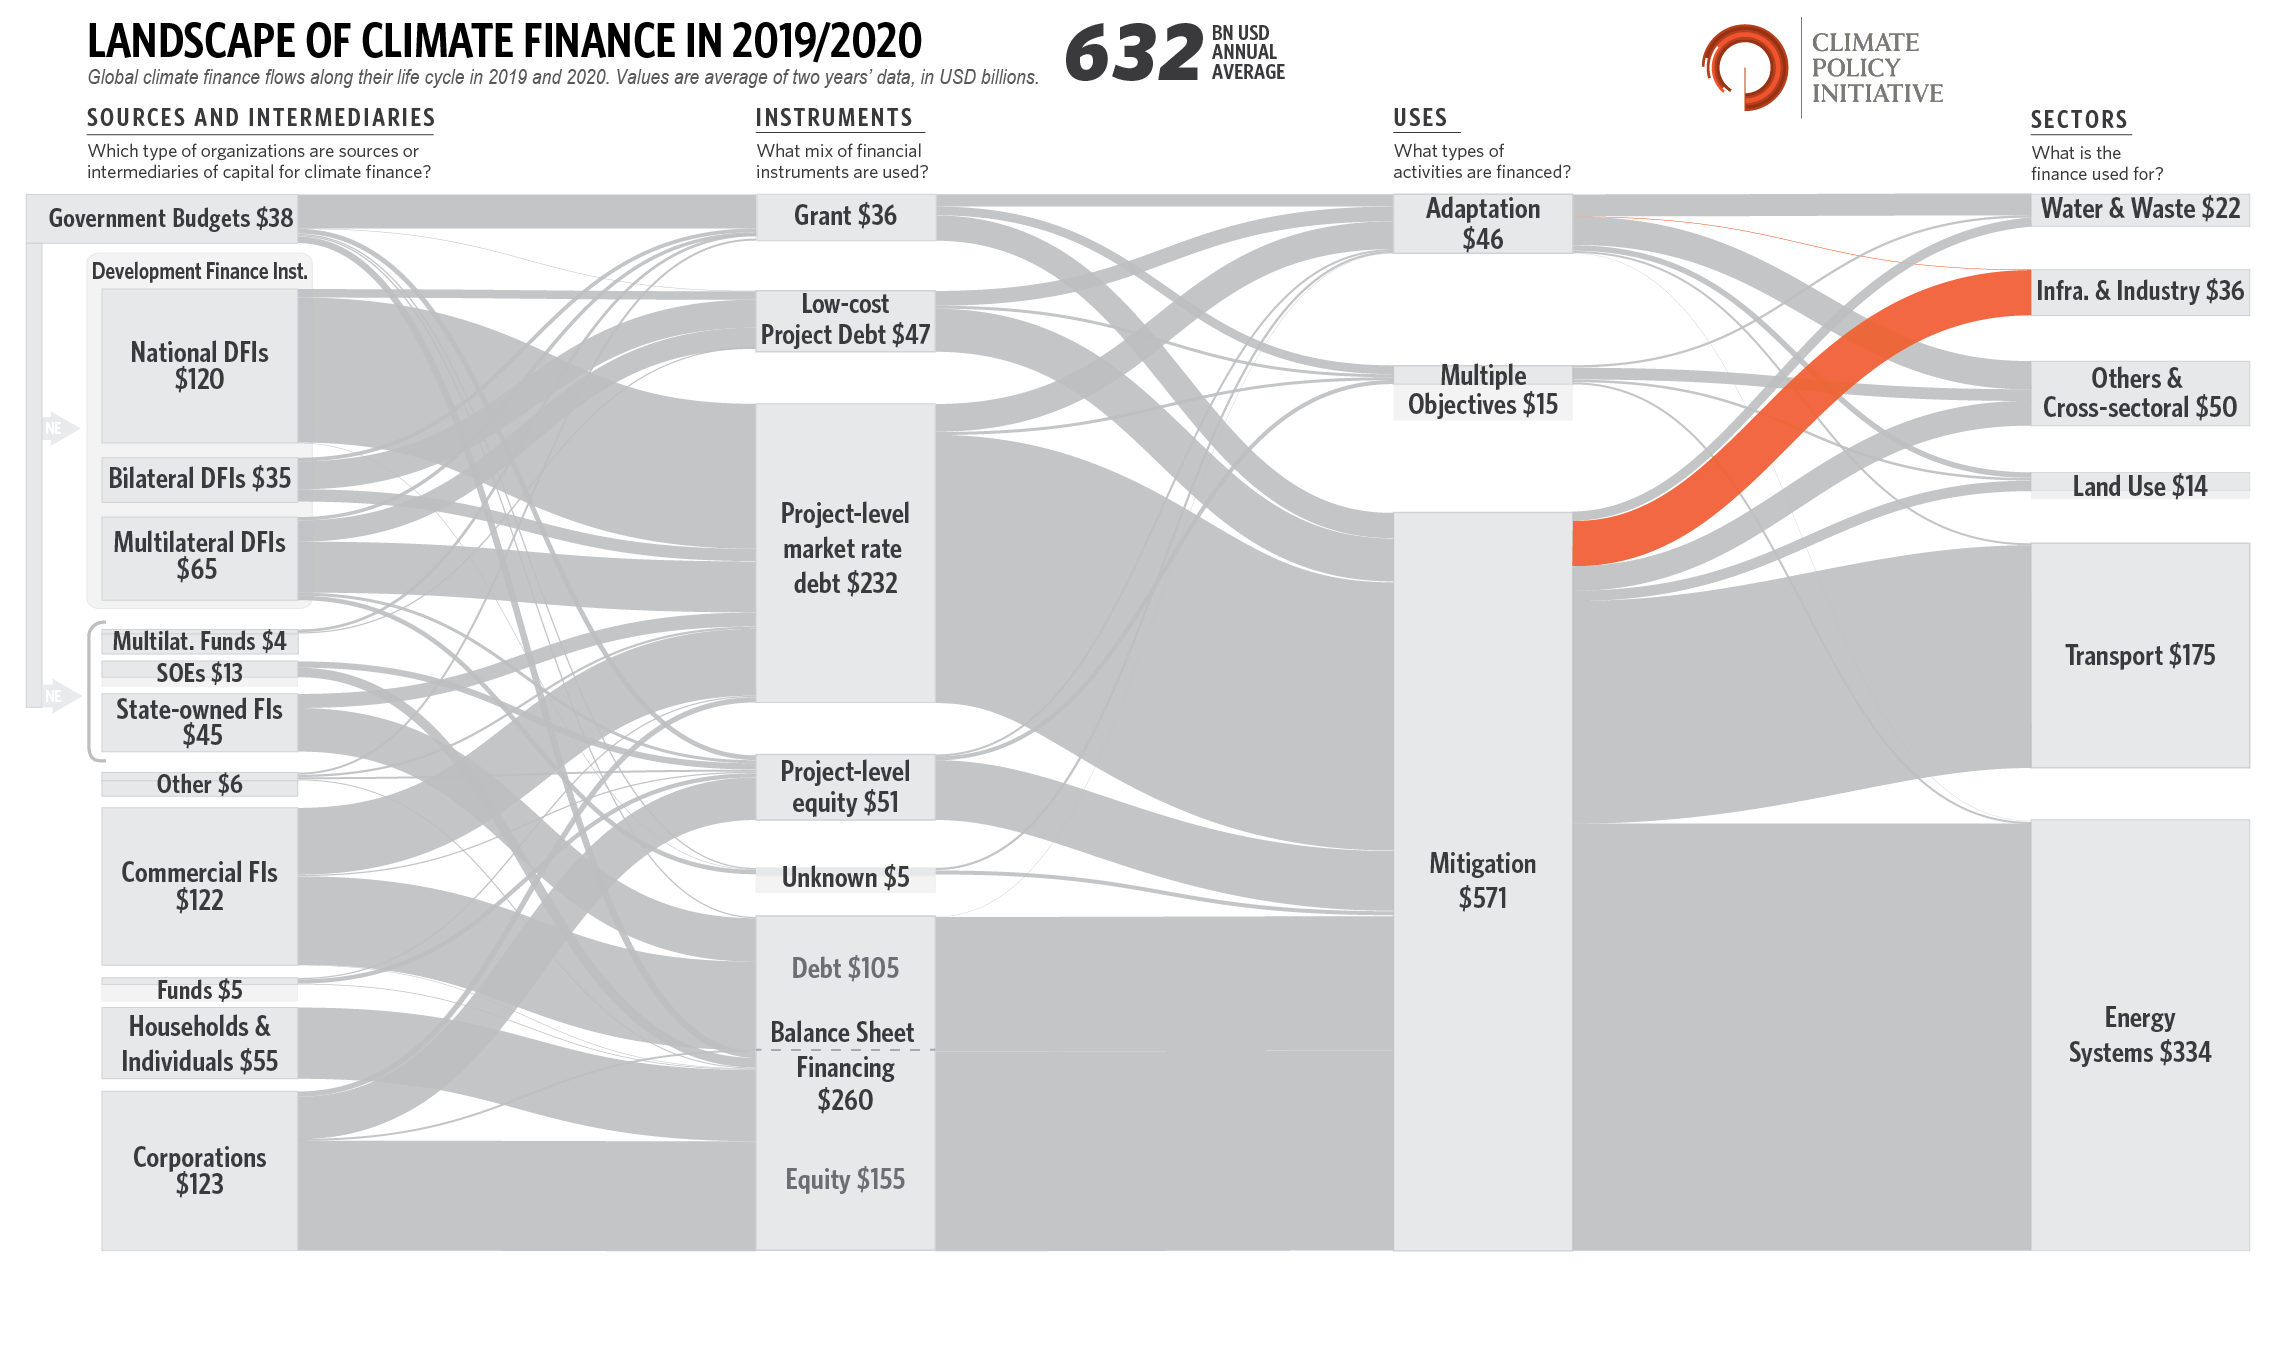 LANDSCAPE OF CLIMATE FINANCE IN 2019/2020
Global climate finance flows along their life cycle in 2019 and 2020. Values are average of two years' data, in USD billions.
632
BN USD
ANNUAL
AVERAGE
CLIMATE
POLICY
INITIATIVE
SOURCES AND INTERMEDIARIES
Which type of organizations are sources or
intermediaries of capital for climate finance?
Government Budgets $38
Development Finance Inst.
National DFIs
$120
NE
Bilateral DFIs $35
Multilateral DFIs
$65
Multilat. Funds $4
SOEs $13
NE
State-owned FIs
$45
Other $6
Commercial FIs
$122
Funds $5
Households &
Individuals $55
Corporations
$123
INSTRUMENTS
What mix of financial
instruments are used?
Grant $36
Low-cost
Project Debt $47
Project-level
market rate
debt $232
Project-level
equity $51
Unknown $5
Debt $105
Balance Sheet
Financing
$260
Equity $155
USES
What types of
activities are financed?
Adaptation
$46
Multiple
Objectives $15
Mitigation
$571
SECTORS
What is the
finance used for?
Water & Waste $22
Infra. & Industry $36
Others &
Cross-sectoral $50
Land Use $14
Transport $175
Energy
Systems $334